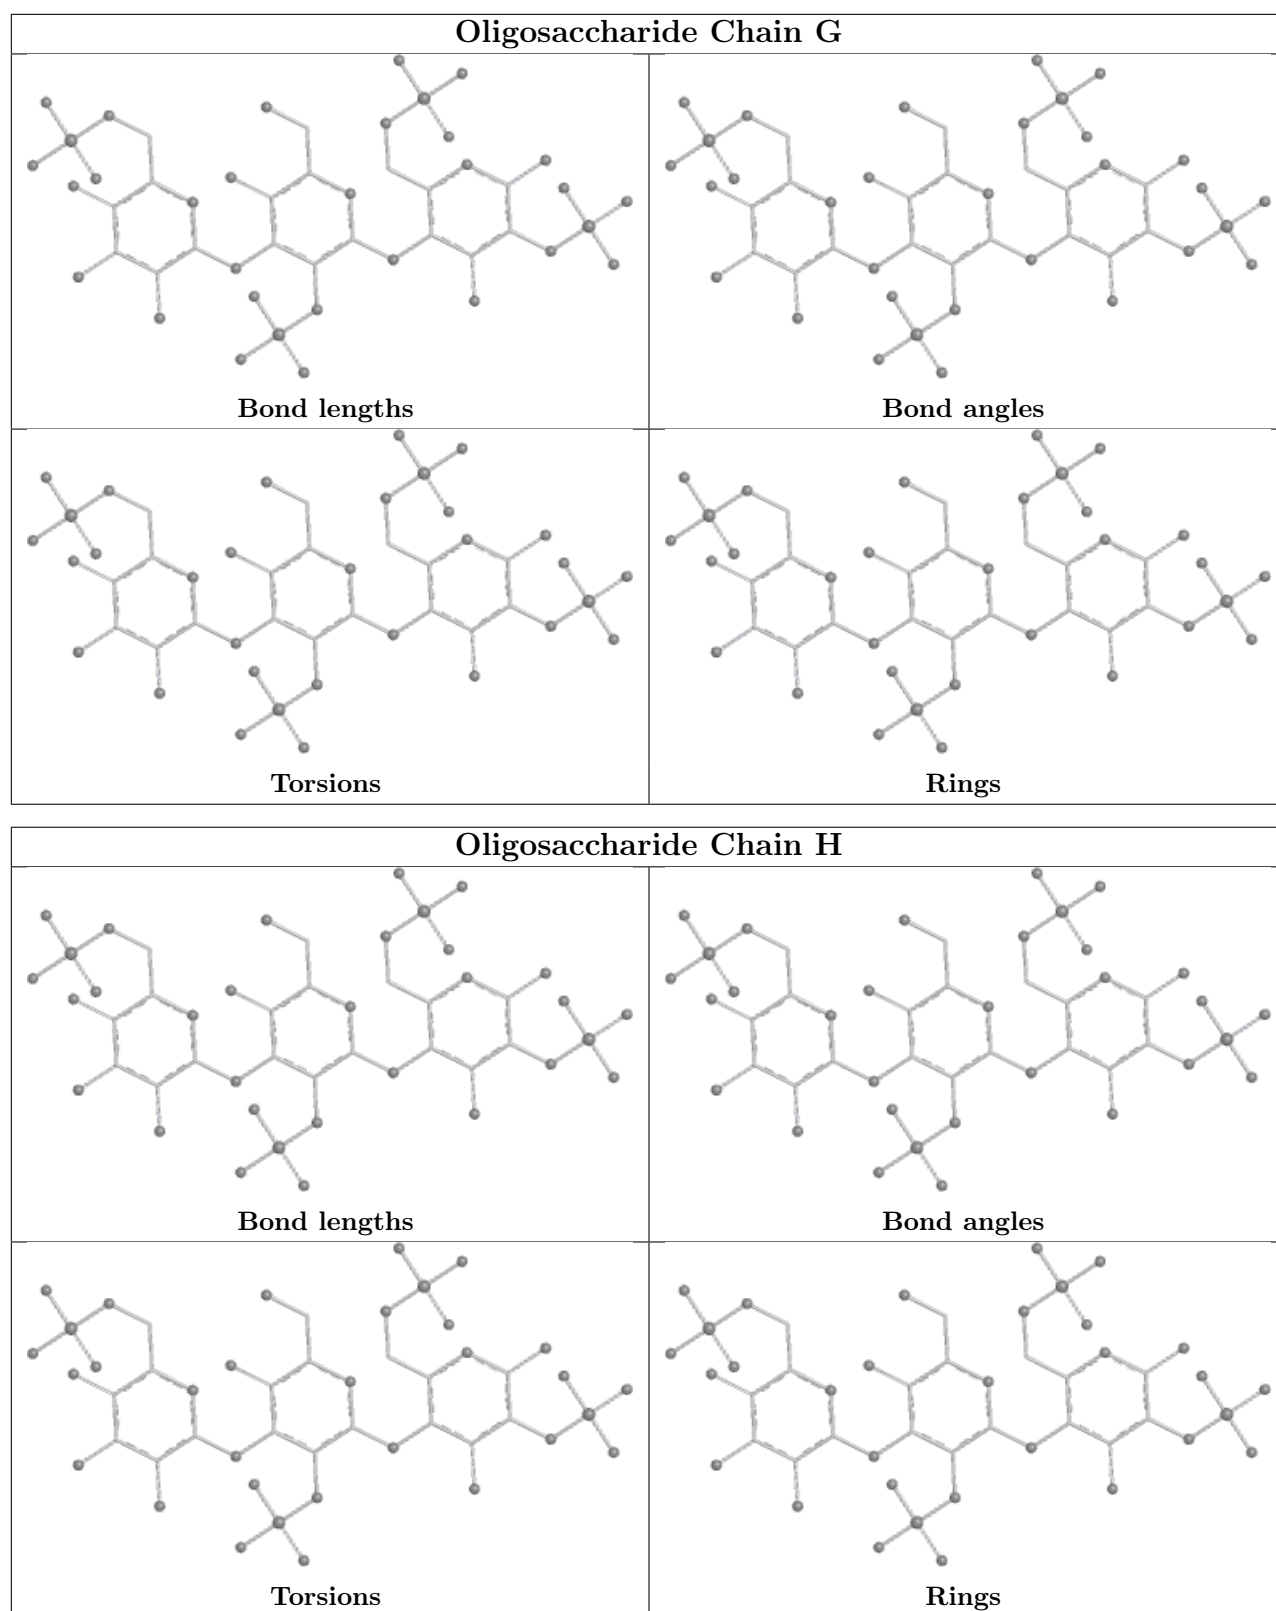 Oligosaccharide Chain G
Bond lengths
Bond angles
Torsions
Rings
Oligosaccharide Chain H
Bond lengths
Bond angles
Torsions
Rings